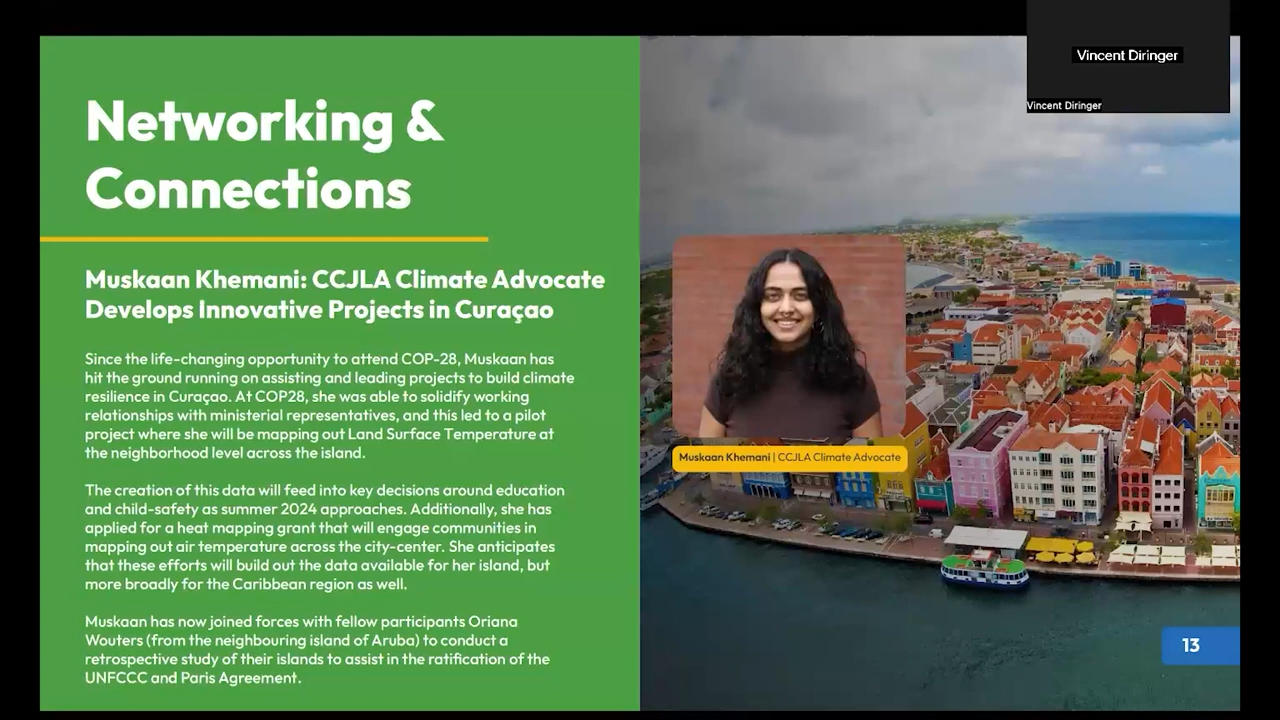 Networking &
Connections
Muskaan Khemani: CCJLA Climate Advocate
Develops Innovative Projects in Curaçao
Since the life-changing opportunity to attend COP-28, Muskaan has
hit the ground running on assisting and leading projects to build climate
resilience in Curaçao. At COP28, she was able to solidify working
relationships with ministerial representatives, and this led to a pilot
project where she will be mapping out Land Surface Temperature at
the neighborhood level across the island.
The creation of this data will feed into key decisions around education
and child-safety as summer 2024 approaches. Additionally, she has
applied for a heat mapping grant that will engage communities in
mapping out air temperature across the city-center. She anticipates
that these efforts will build out the data available for her island, but
more broadly for the Caribbean region as well.
Muskaan has now joined forces with fellow participants Oriana
Wouters (from the neighbouring island of Aruba) to conduct a
retrospective study of their islands to assist in the ratification of the
UNFCCC and Paris Agreement.
Vincent Diringer
Vincent Diringer
Muskaan Khemani | CCJLA Climate Advocate
13